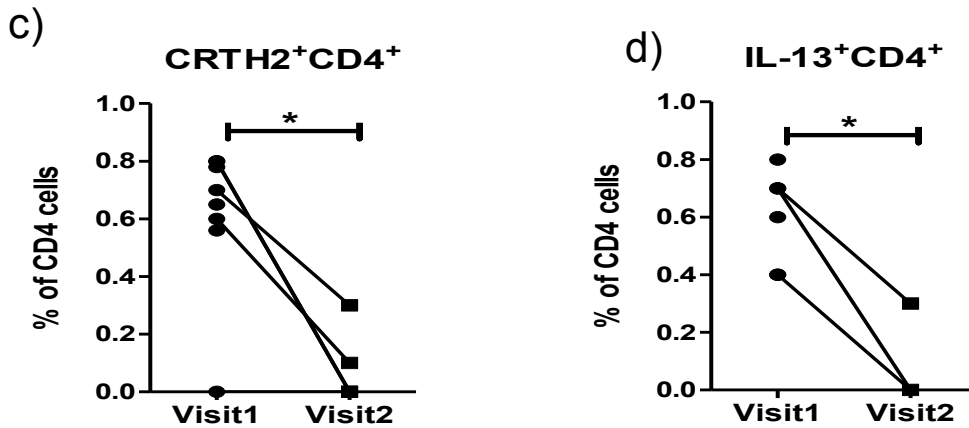 c)
CRTH2⁺CD4⁺
% of CD4 cells
1.0
0.8
0.6
0.4
0.2
0.0
*
Visit1 Visit2
d)
IL-13⁺CD4⁺
% of CD4 cells
1.0
0.8
0.6
0.4
0.2
0.0
*
Visit1 Visit2